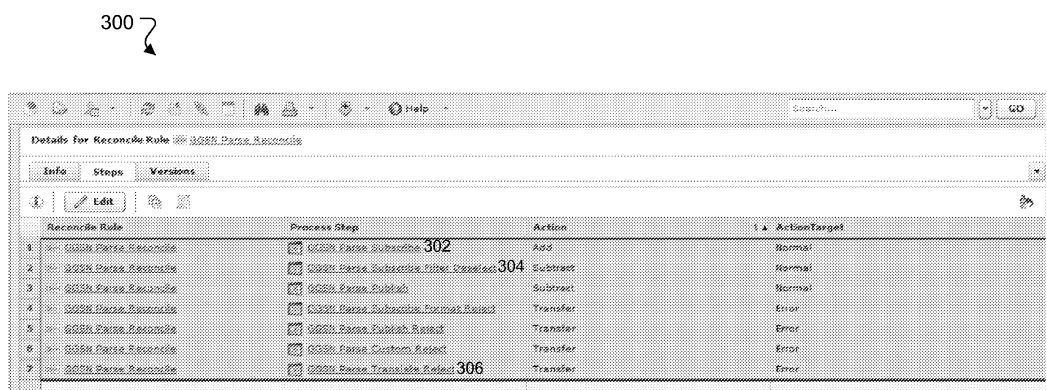 300
Help
Search...
GO
Details for Reconcile Rule GGSN Parse Reconcile
Info Steps Versions
Edit
Reconcile Rule Process Step Action 1 ActionTarget
1 GGSN Parse Reconcile GGSN Parse Subscribe 302 Add Normal
2 GGSN Parse Reconcile GGSN Parse Subscribe Filter Deselect 304 Subtract Normal
3 GGSN Parse Reconcile GGSN Parse Publish Subtract Normal
4 GGSN Parse Reconcile GGSN Parse Subscribe Format Reject Transfer Error
5 GGSN Parse Reconcile GGSN Parse Publish Reject Transfer Error
6 GGSN Parse Reconcile GGSN Parse Custom Reject Transfer Error
7 GGSN Parse Reconcile GGSN Parse Translate Reject 306 Transfer Error